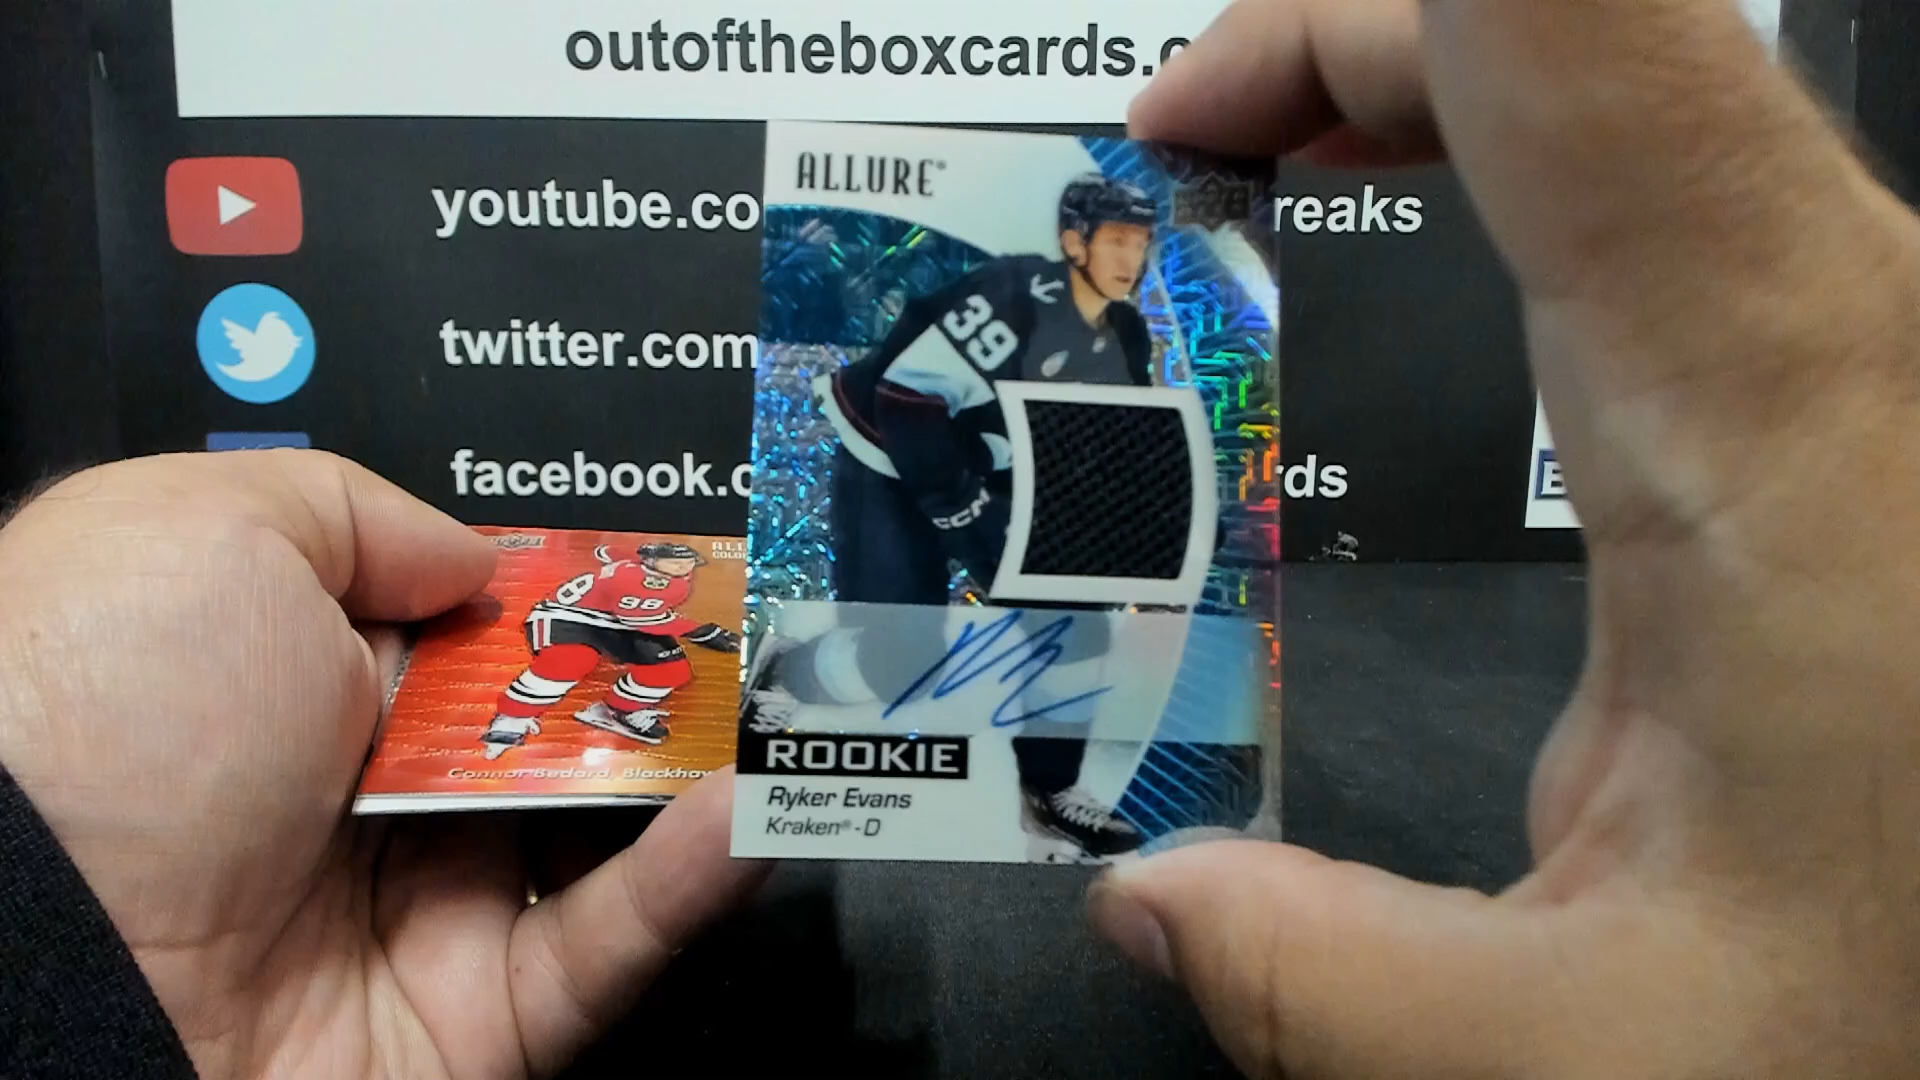 outoftheboxcards.c
youtube.co
reaks
twitter.com
facebook.c
rds
ALLURE
39
CCM
ROOKIE
Ryker Evans
Kraken® - D
98
Connor Bedard, Blackhaw